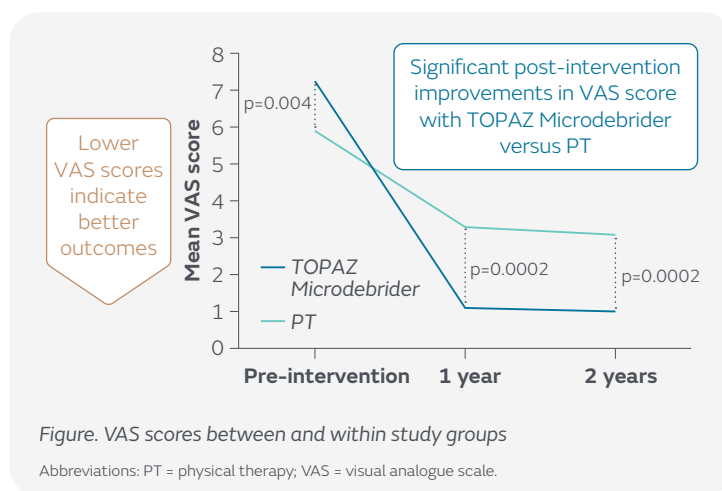 Lower
VAS scores
indicate
better
outcomes
Mean VAS score
8
7
6
5
4
3
2
1
0
p=0.004
Significant post-intervention
improvements in VAS score
with TOPAZ Microdebrider
versus PT
TOPAZ
Microdebrider
PT
p=0.0002
p=0.0002
Pre-intervention
1 year
2 years
Figure. VAS scores between and within study groups
Abbreviations: PT = physical therapy; VAS = visual analogue scale.